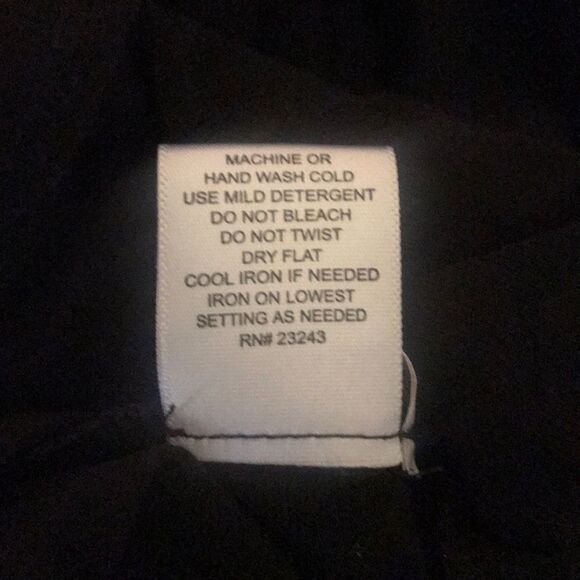 MACHINE OR
HAND WASH COLD
USE MILD DETERGENT
DO NOT BLEACH
DO NOT TWIST
DRY FLAT
COOL IRON IF NEEDED
IRON ON LOWEST
SETTING AS NEEDED
RN# 23243